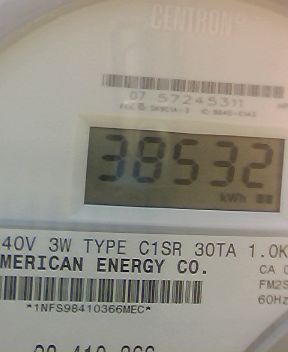 CENTRON®
07 57245311
38532
kWh
40V 3W TYPE C1SR 30TA 1.0K
MERICAN ENERGY CO.
CA 0
FM2S
60Hz
*1NFS98410366MEC*